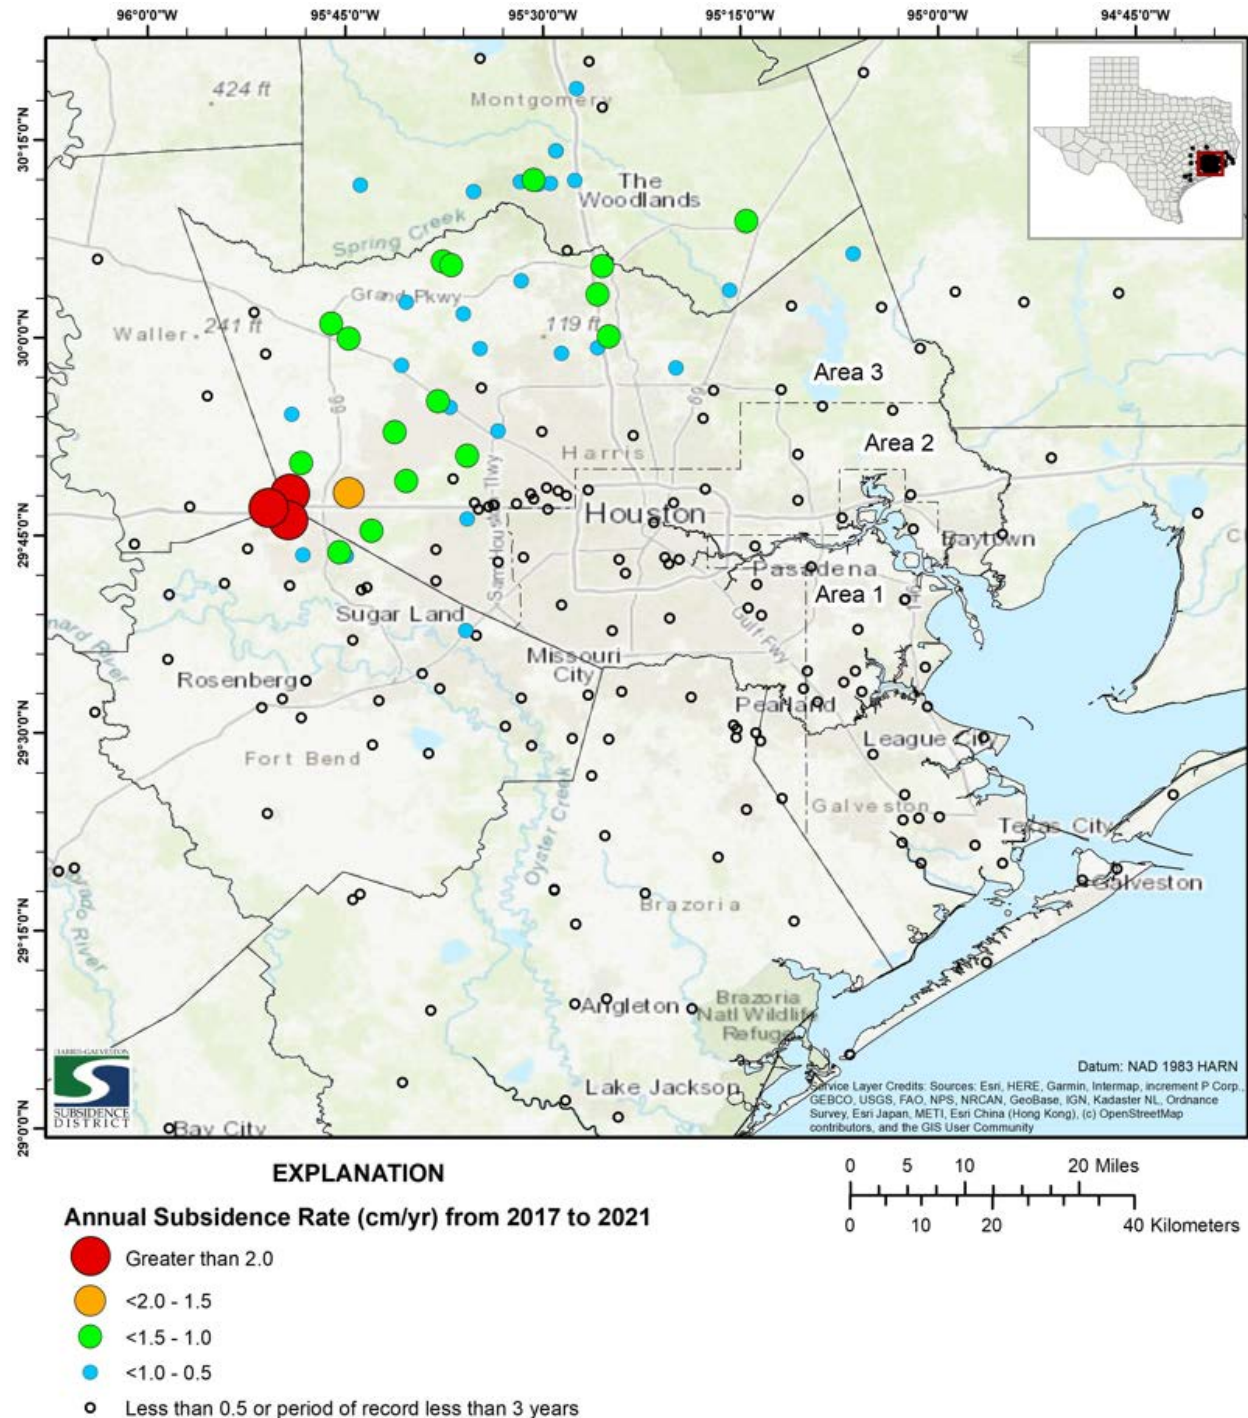 96°0'0"W 95°45'0"W 95°30'0"W 95°15'0"W 95°0'0"W 94°45'0"W
424 ft
Montgomery
30°15'0"N
The
Woodlands
Spring Creek
Grand Pkwy
Waller 241 ft
119 ft
30°0'0"N
Area 3
99
69
Area 2
Harris
Sam Houston Tlwy
Houston
29°45'0"N
Baytown
Pasadena
Area 1
146
Sugar Land
Gulf Fwy
Missouri
City
nard River
Rosenberg
Pearland
29°30'0"N
League City
Fort Bend
Galveston
Oyster Creek
Texas City
Galveston
Brazoria
29°15'0"N
River
Angleton
Brazoria
Natl Wildlife
Refuge
Datum: NAD 1983 HARN
HARRIS-GALVESTON
SUBSIDENCE
DISTRICT
Lake Jackson
Service Layer Credits: Sources: Esri, HERE, Garmin, Intermap, increment P Corp.,
GEBCO, USGS, FAO, NPS, NRCAN, GeoBase, IGN, Kadaster NL, Ordnance
Survey, Esri Japan, METI, Esri China (Hong Kong), (c) OpenStreetMap
contributors, and the GIS User Community
29°0'0"N
Bay City
EXPLANATION
0 5 10 20 Miles
0 10 20 40 Kilometers
Annual Subsidence Rate (cm/yr) from 2017 to 2021
Greater than 2.0
<2.0 - 1.5
<1.5 - 1.0
<1.0 - 0.5
Less than 0.5 or period of record less than 3 years